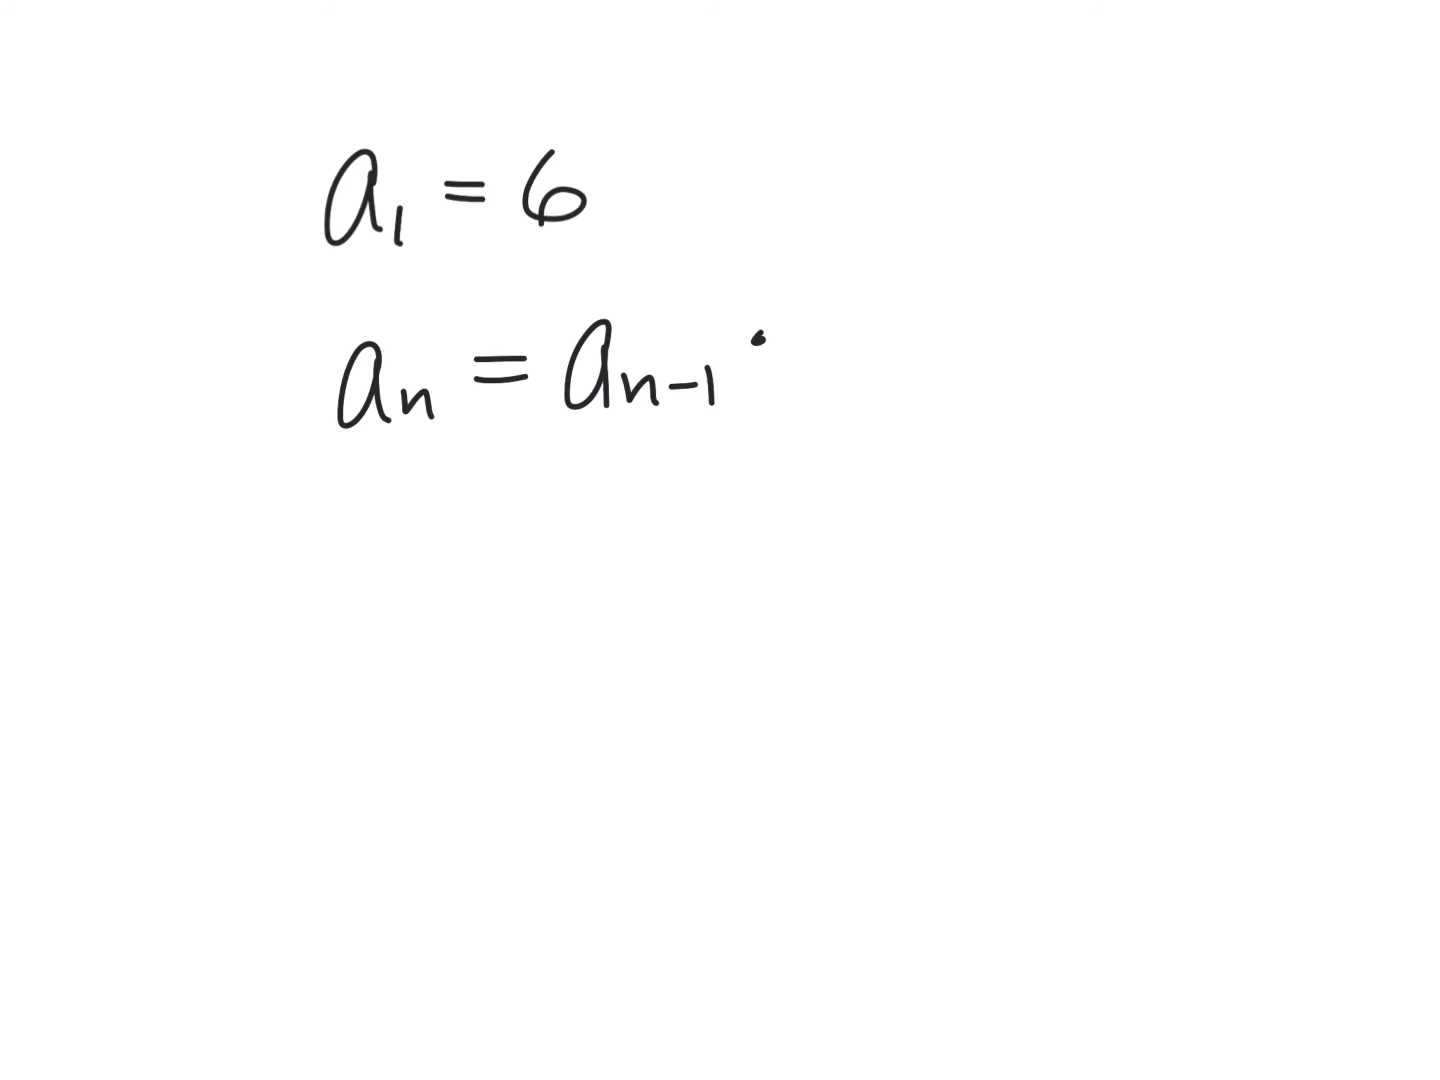 a₁ = 6
aₙ = aₙ₋₁ ·